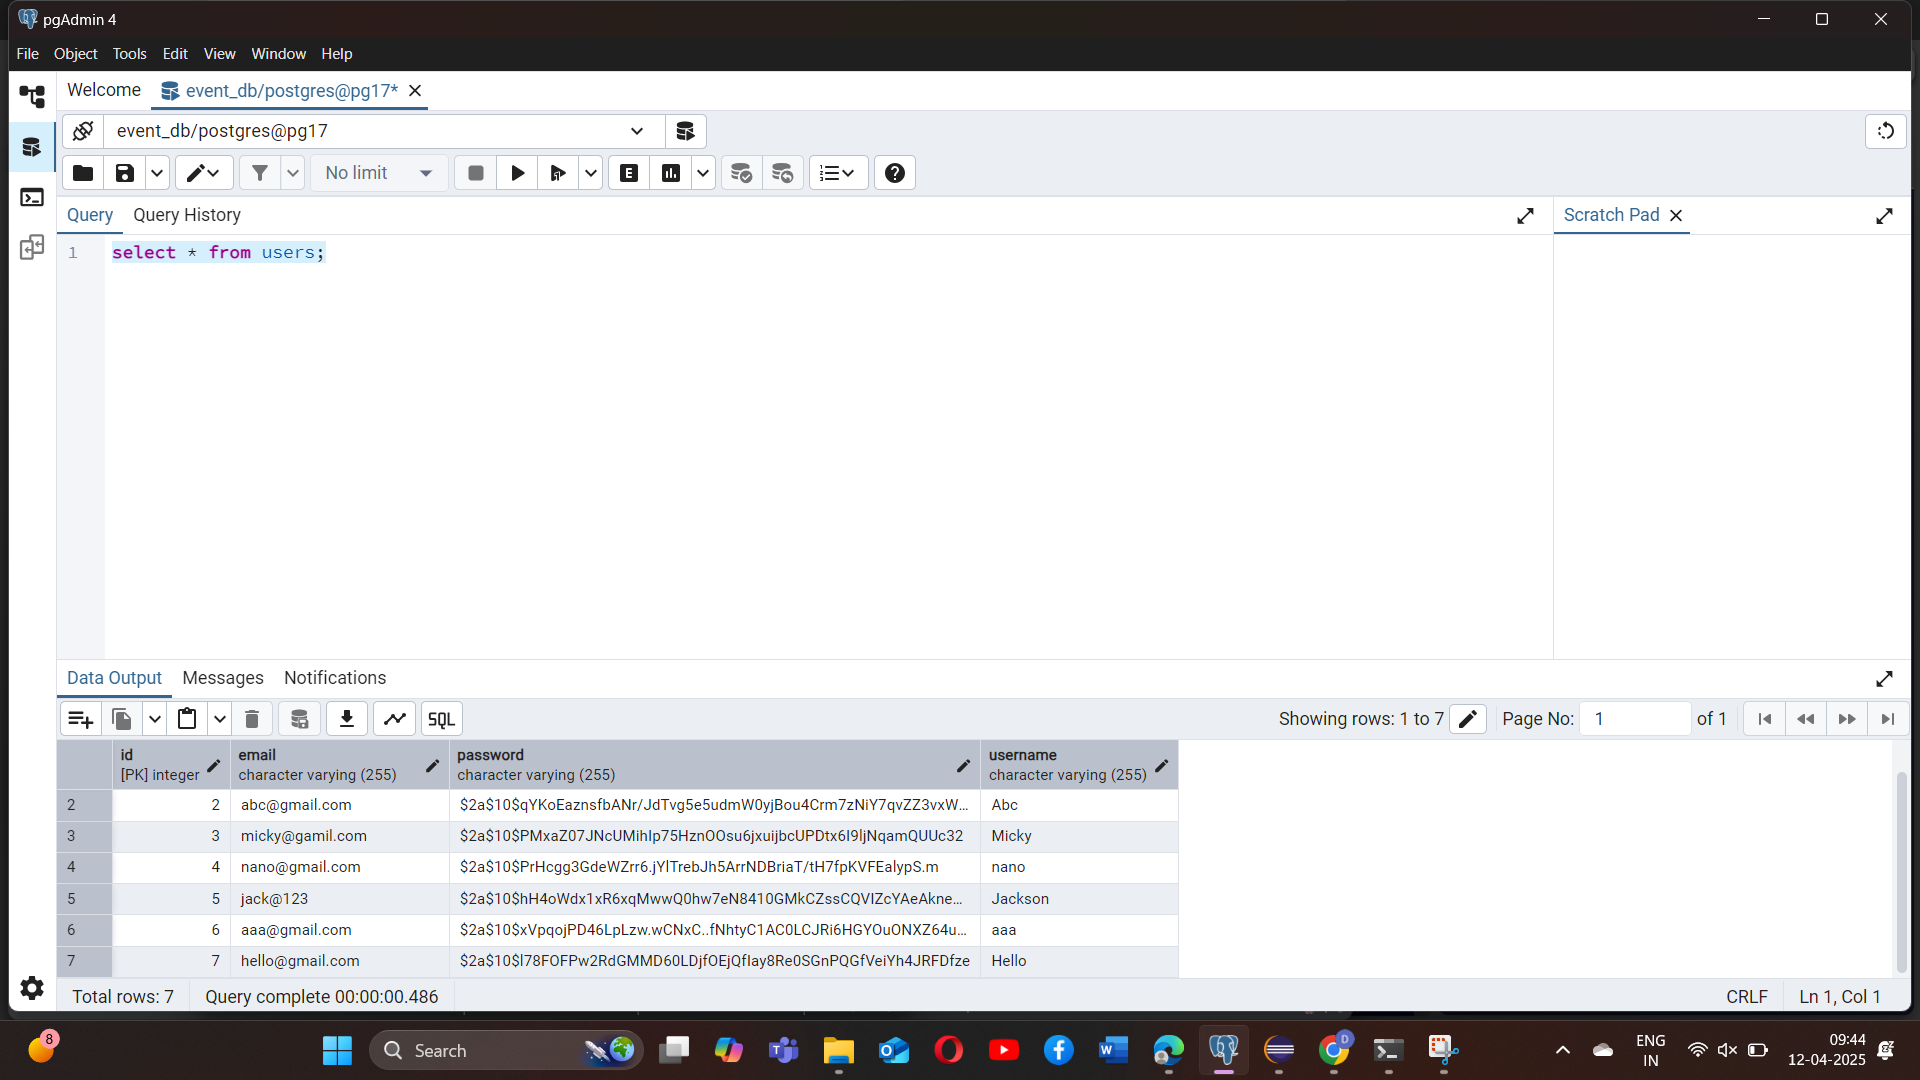 pgAdmin 4
File Object Tools Edit View Window Help
Welcome event_db/postgres@pg17*
event_db/postgres@pg17
No limit
Query Query History
Scratch Pad
1 select * from users;
Data Output Messages Notifications
SQL Showing rows: 1 to 7 Page No: 1 of 1
id email password username
[PK] integer character varying (255) character varying (255) character varying (255)
2 2 abc@gmail.com $2a$10$qYKoEaznsfbANr/JdTvg5e5udmW0yjBou4Crm7zNiY7qvZZ3vxW... Abc
3 3 micky@gamil.com $2a$10$PMxaZ07JNcUMihIp75HznOOsu6jxuijbcUPDtx6I9ljNqamQUUc32 Micky
4 4 nano@gmail.com $2a$10$PrHcgg3GdeWZrr6.jYlTrebJh5ArrNDBriaT/tH7fpKVFEalypS.m nano
5 5 jack@123 $2a$10$hH4oWdx1xR6xqMwwQ0hw7eN8410GMkCZssCQVIZcYAeAkne... Jackson
6 6 aaa@gmail.com $2a$10$xVpqojPD46LpLzw.wCNxC..fNhtyC1AC0LCJRi6HGYOuONXZ64u... aaa
7 7 hello@gmail.com $2a$10$l78FOFPw2RdGMMD60LDjfOEjQfIay8Re0SGnPQGfVeiYh4JRFDfze Hello
Total rows: 7 Query complete 00:00:00.486 CRLF Ln 1, Col 1
8
Search
D
ENG
IN
09:44
12-04-2025